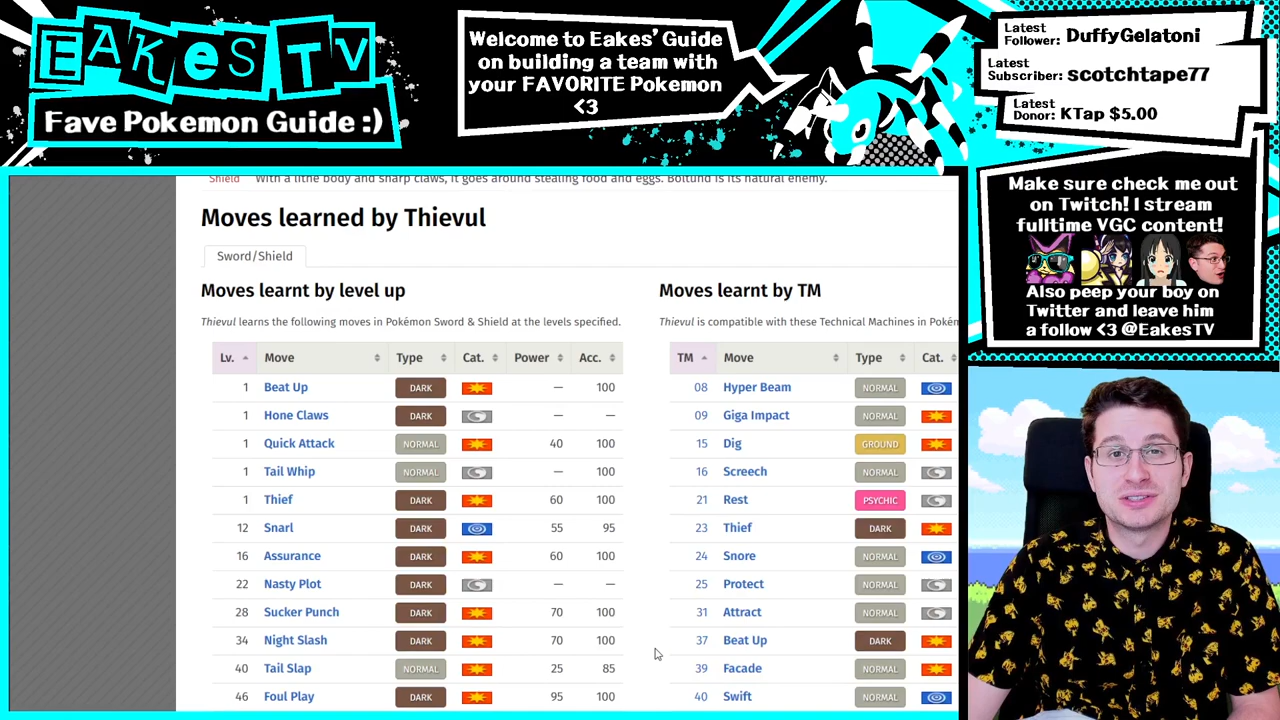 EAKES TV
Fave Pokemon Guide :)
Welcome to Eakes' Guide
on building a team with
your FAVORITE Pokemon
<3
Latest
Follower: DuffyGelatoni
Latest
Subscriber: scotchtape77
Latest
Donor: KTap $5.00
Make sure check me out
on Twitch! I stream
fulltime VGC content!
Also peep your boy on
Twitter and leave him
a follow <3 @EakesTV
Shield With a lithe body and sharp claws, it goes around stealing food and eggs. Boltund is its natural enemy.
Moves learned by Thievul
Sword/Shield
Moves learnt by level up
Thievul learns the following moves in Pokémon Sword & Shield at the levels specified.
Lv. Move Type Cat. Power Acc.
1 Beat Up DARK — 100
1 Hone Claws DARK — —
1 Quick Attack NORMAL 40 100
1 Tail Whip NORMAL — 100
1 Thief DARK 60 100
12 Snarl DARK 55 95
16 Assurance DARK 60 100
22 Nasty Plot DARK — —
28 Sucker Punch DARK 70 100
34 Night Slash DARK 70 100
40 Tail Slap NORMAL 25 85
46 Foul Play DARK 95 100
Moves learnt by TM
Thievul is compatible with these Technical Machines in Pokém
TM Move Type Cat.
08 Hyper Beam NORMAL
09 Giga Impact NORMAL
15 Dig GROUND
16 Screech NORMAL
21 Rest PSYCHIC
23 Thief DARK
24 Snore NORMAL
25 Protect NORMAL
31 Attract NORMAL
37 Beat Up DARK
39 Facade NORMAL
40 Swift NORMAL